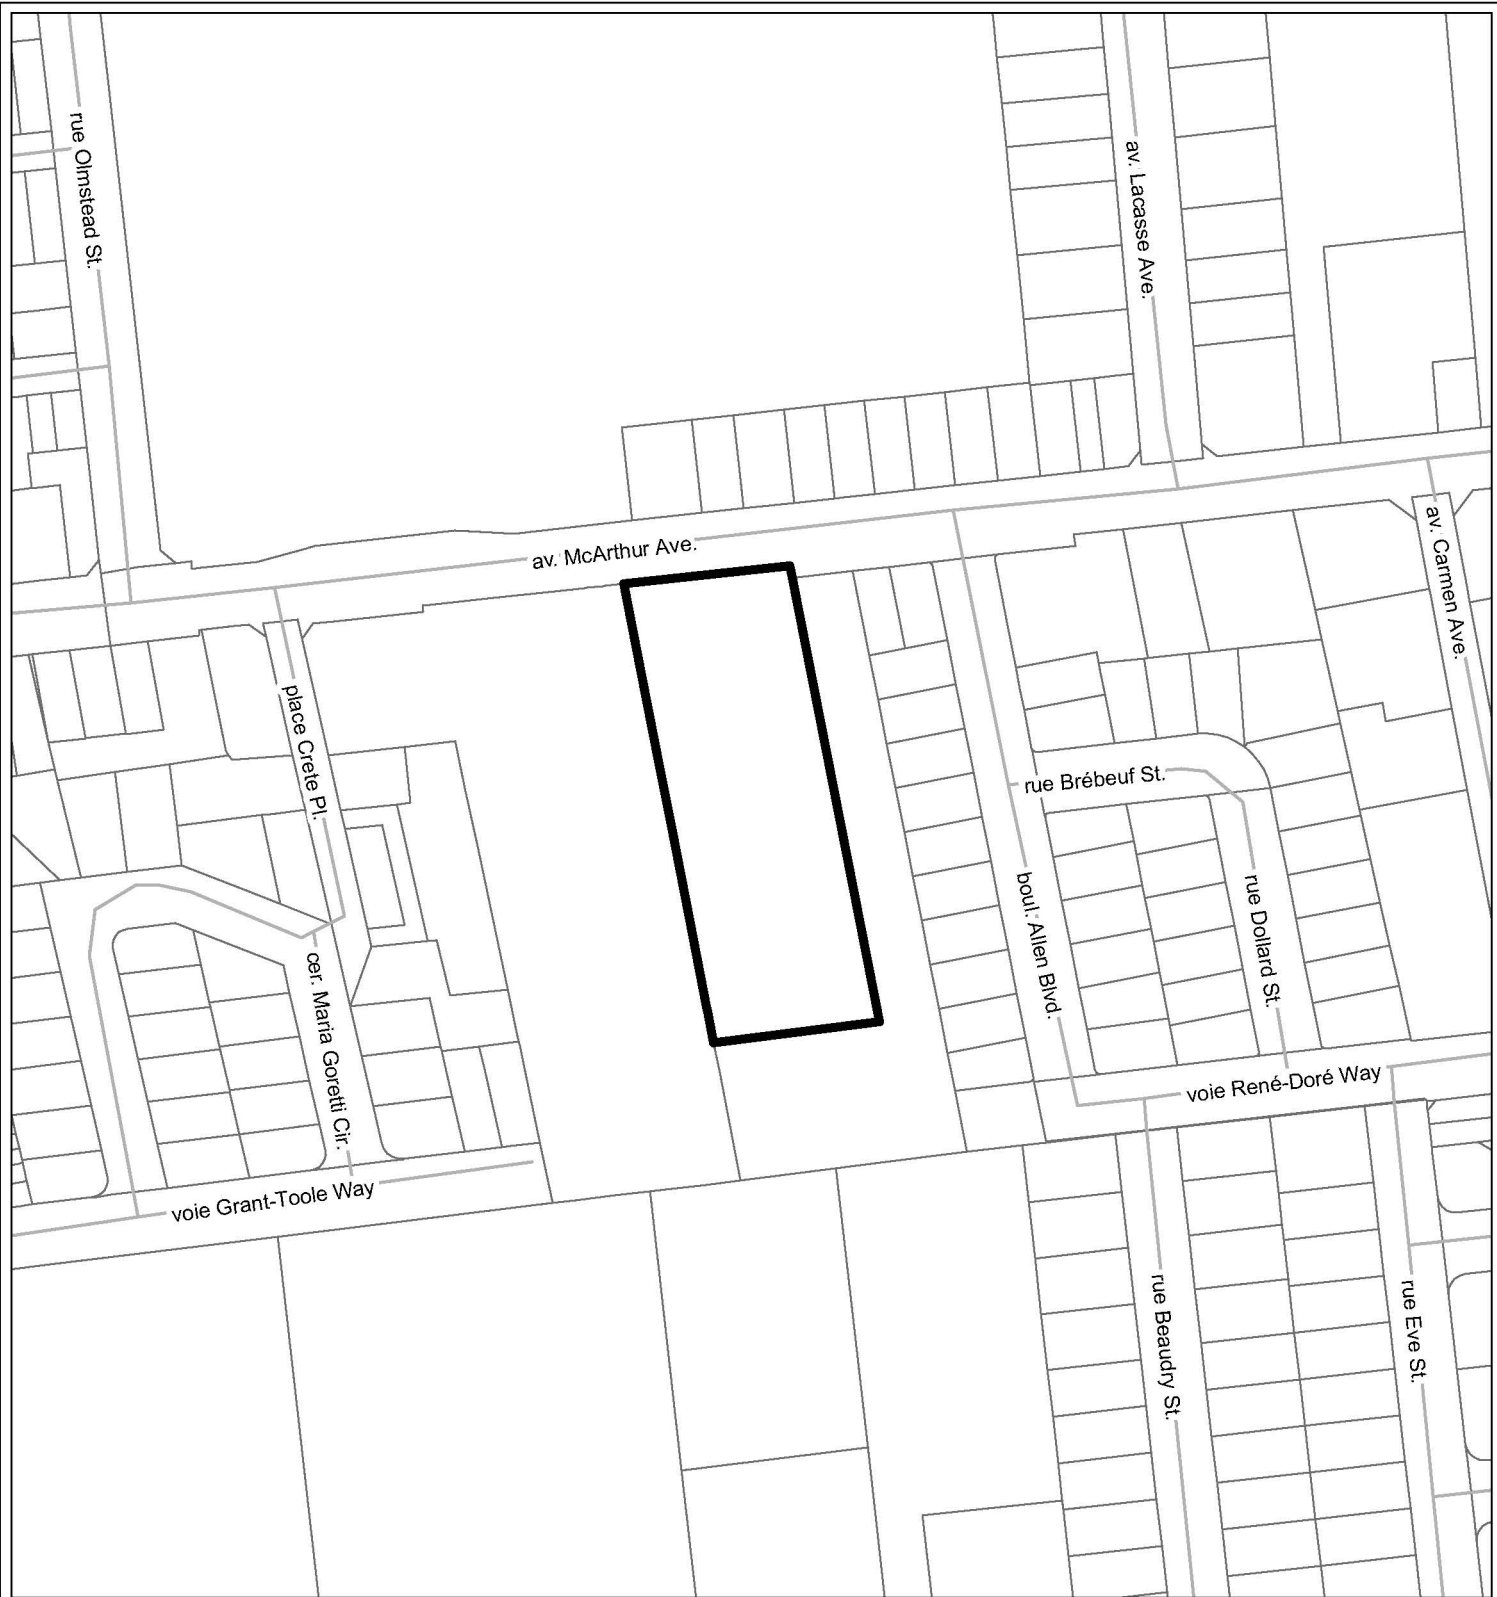 rue Olmstead St.
av. Lacasse Ave.
av. McArthur Ave.
av. Carmen Ave.
place Crete Pl.
rue Brébeuf St.
boul. Allen Blvd.
rue Dollard St.
cer. Maria Goretti Cir.
voie René-Doré Way
voie Grant-Toole Way
rue Beaudry St.
rue Eve St.